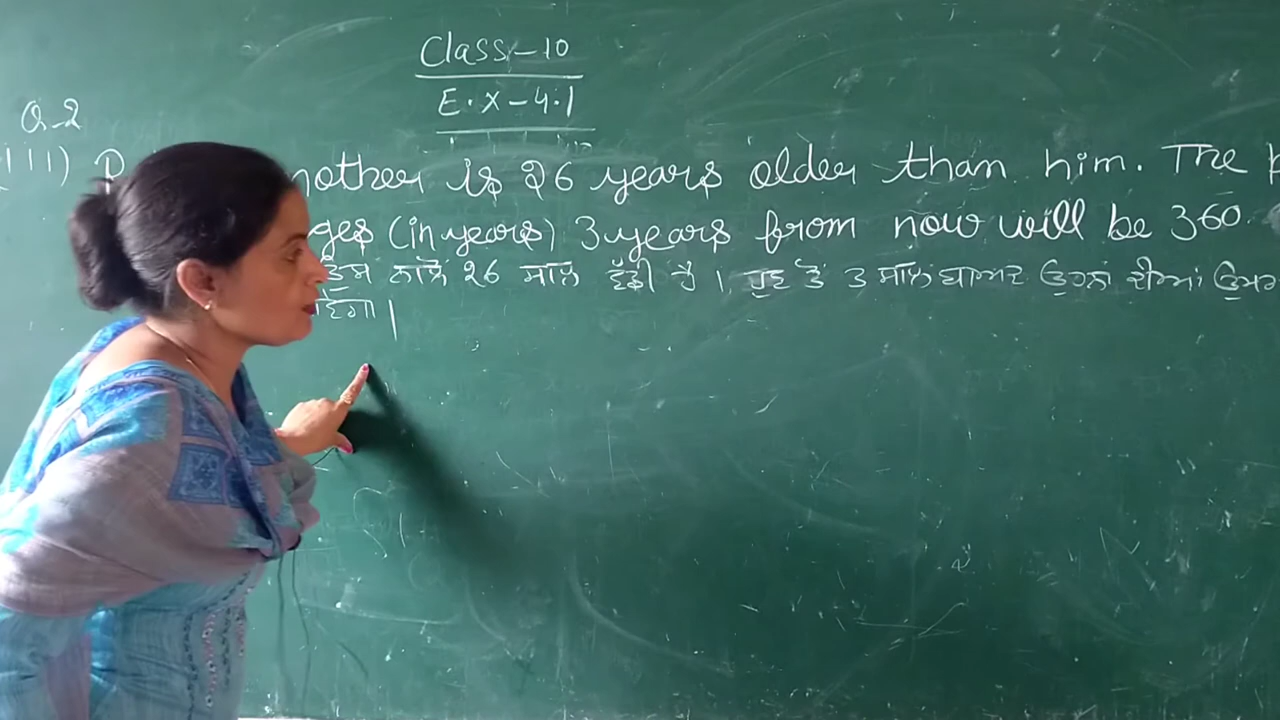 Class-10
E.X-4.1
Q-2
(iii) mother is 26 years older than him. The
ges (in years) 3 years from now will be 360.
ਨਾਲੋਂ 26 ਸਾਲ ਵੱਡੀ ਹੈ । ਹੁਣ ਤੋਂ 3 ਸਾਲ ਬਾਅਦ ਉਹਨਾਂ ਦੀਆਂ